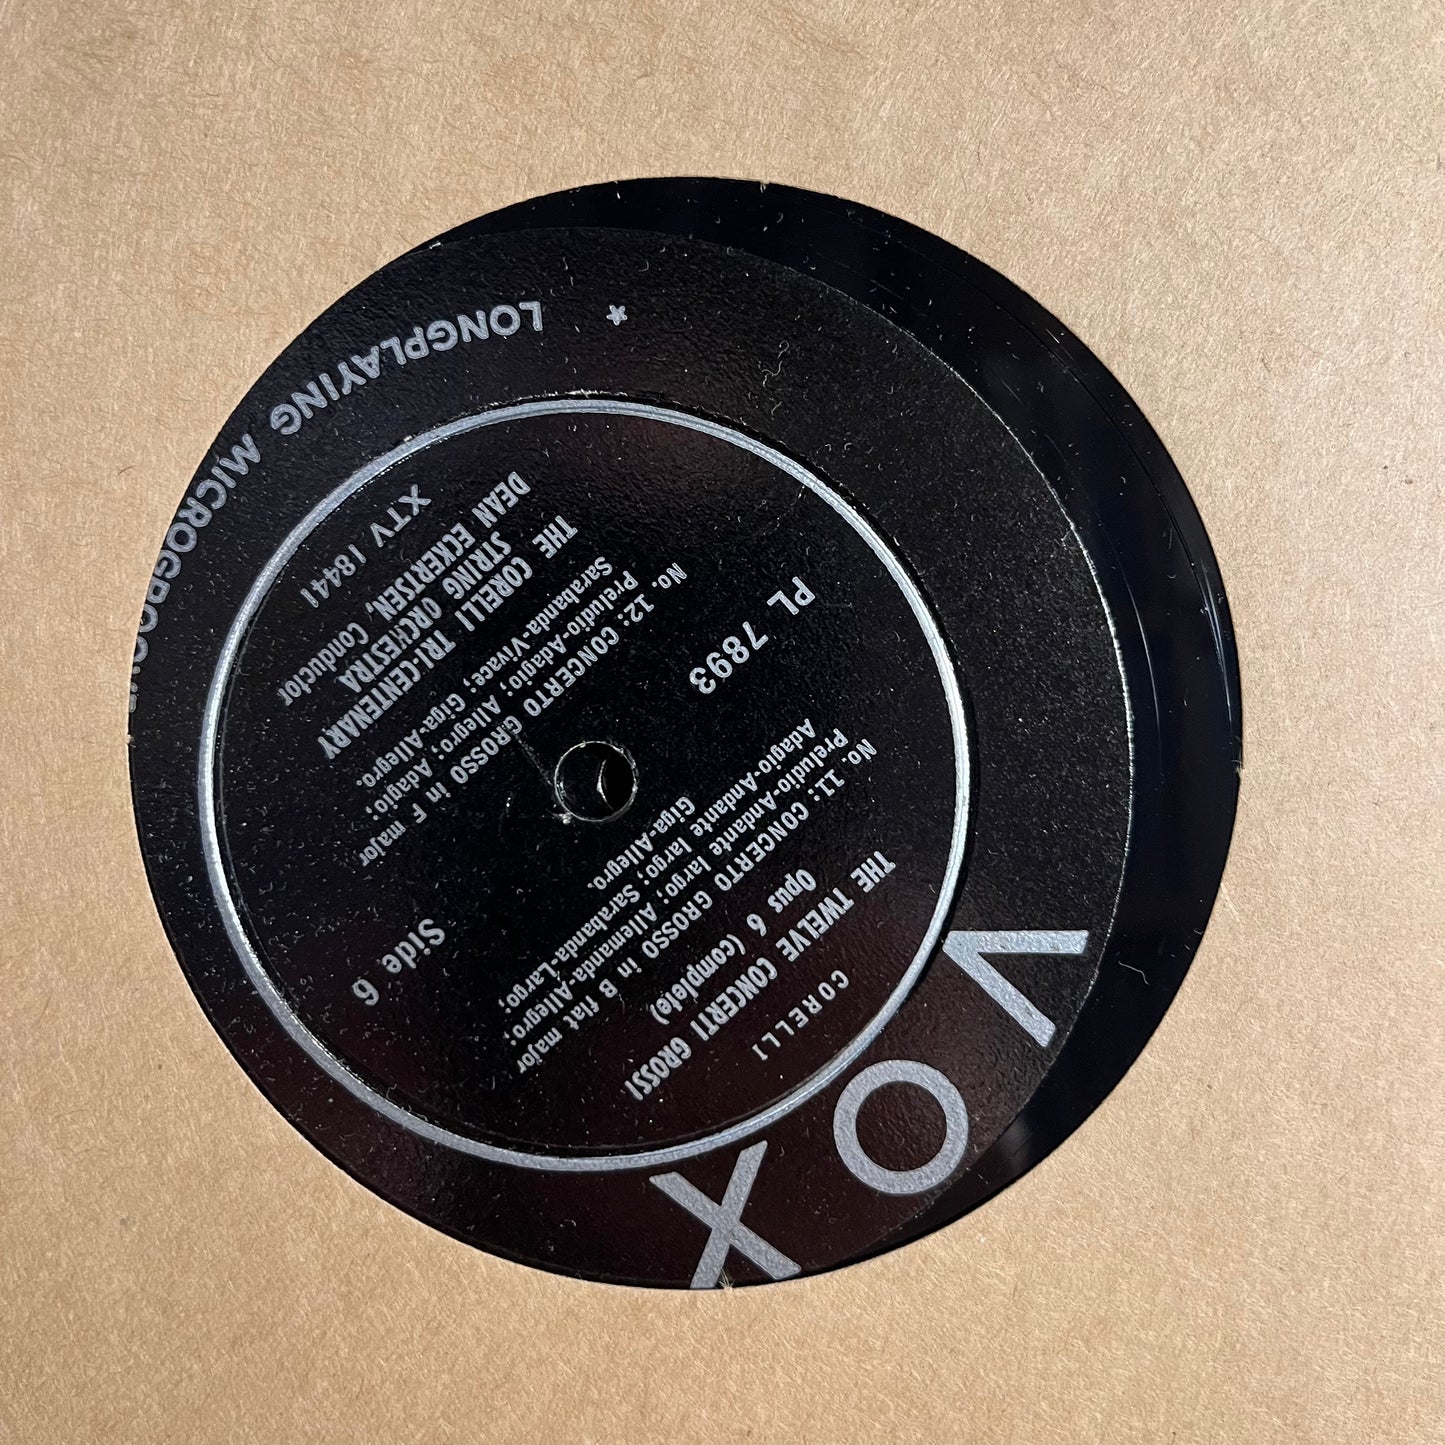 VOX
CORELLI
THE TWELVE CONCERTI GROSSI
Opus 6 (complete)
No. 11: CONCERTO GROSSO in B flat major
Preludio-Andante largo; Allemanda-Allegro;
Adagio-Andante largo; Sarabanda-Largo;
Giga-Allegro.
PL 7893
Side 6
No. 12: CONCERTO GROSSO in F major
Preludio-Adagio; Allegro; Adagio;
Sarabanda-Vivace; Giga-Allegro.
THE CORELLI TRI-CENTENARY
STRING ORCHESTRA
DEAN ECKERTSEN, Conductor
XTV 18441
* LONGPLAYING MICROGROOVE